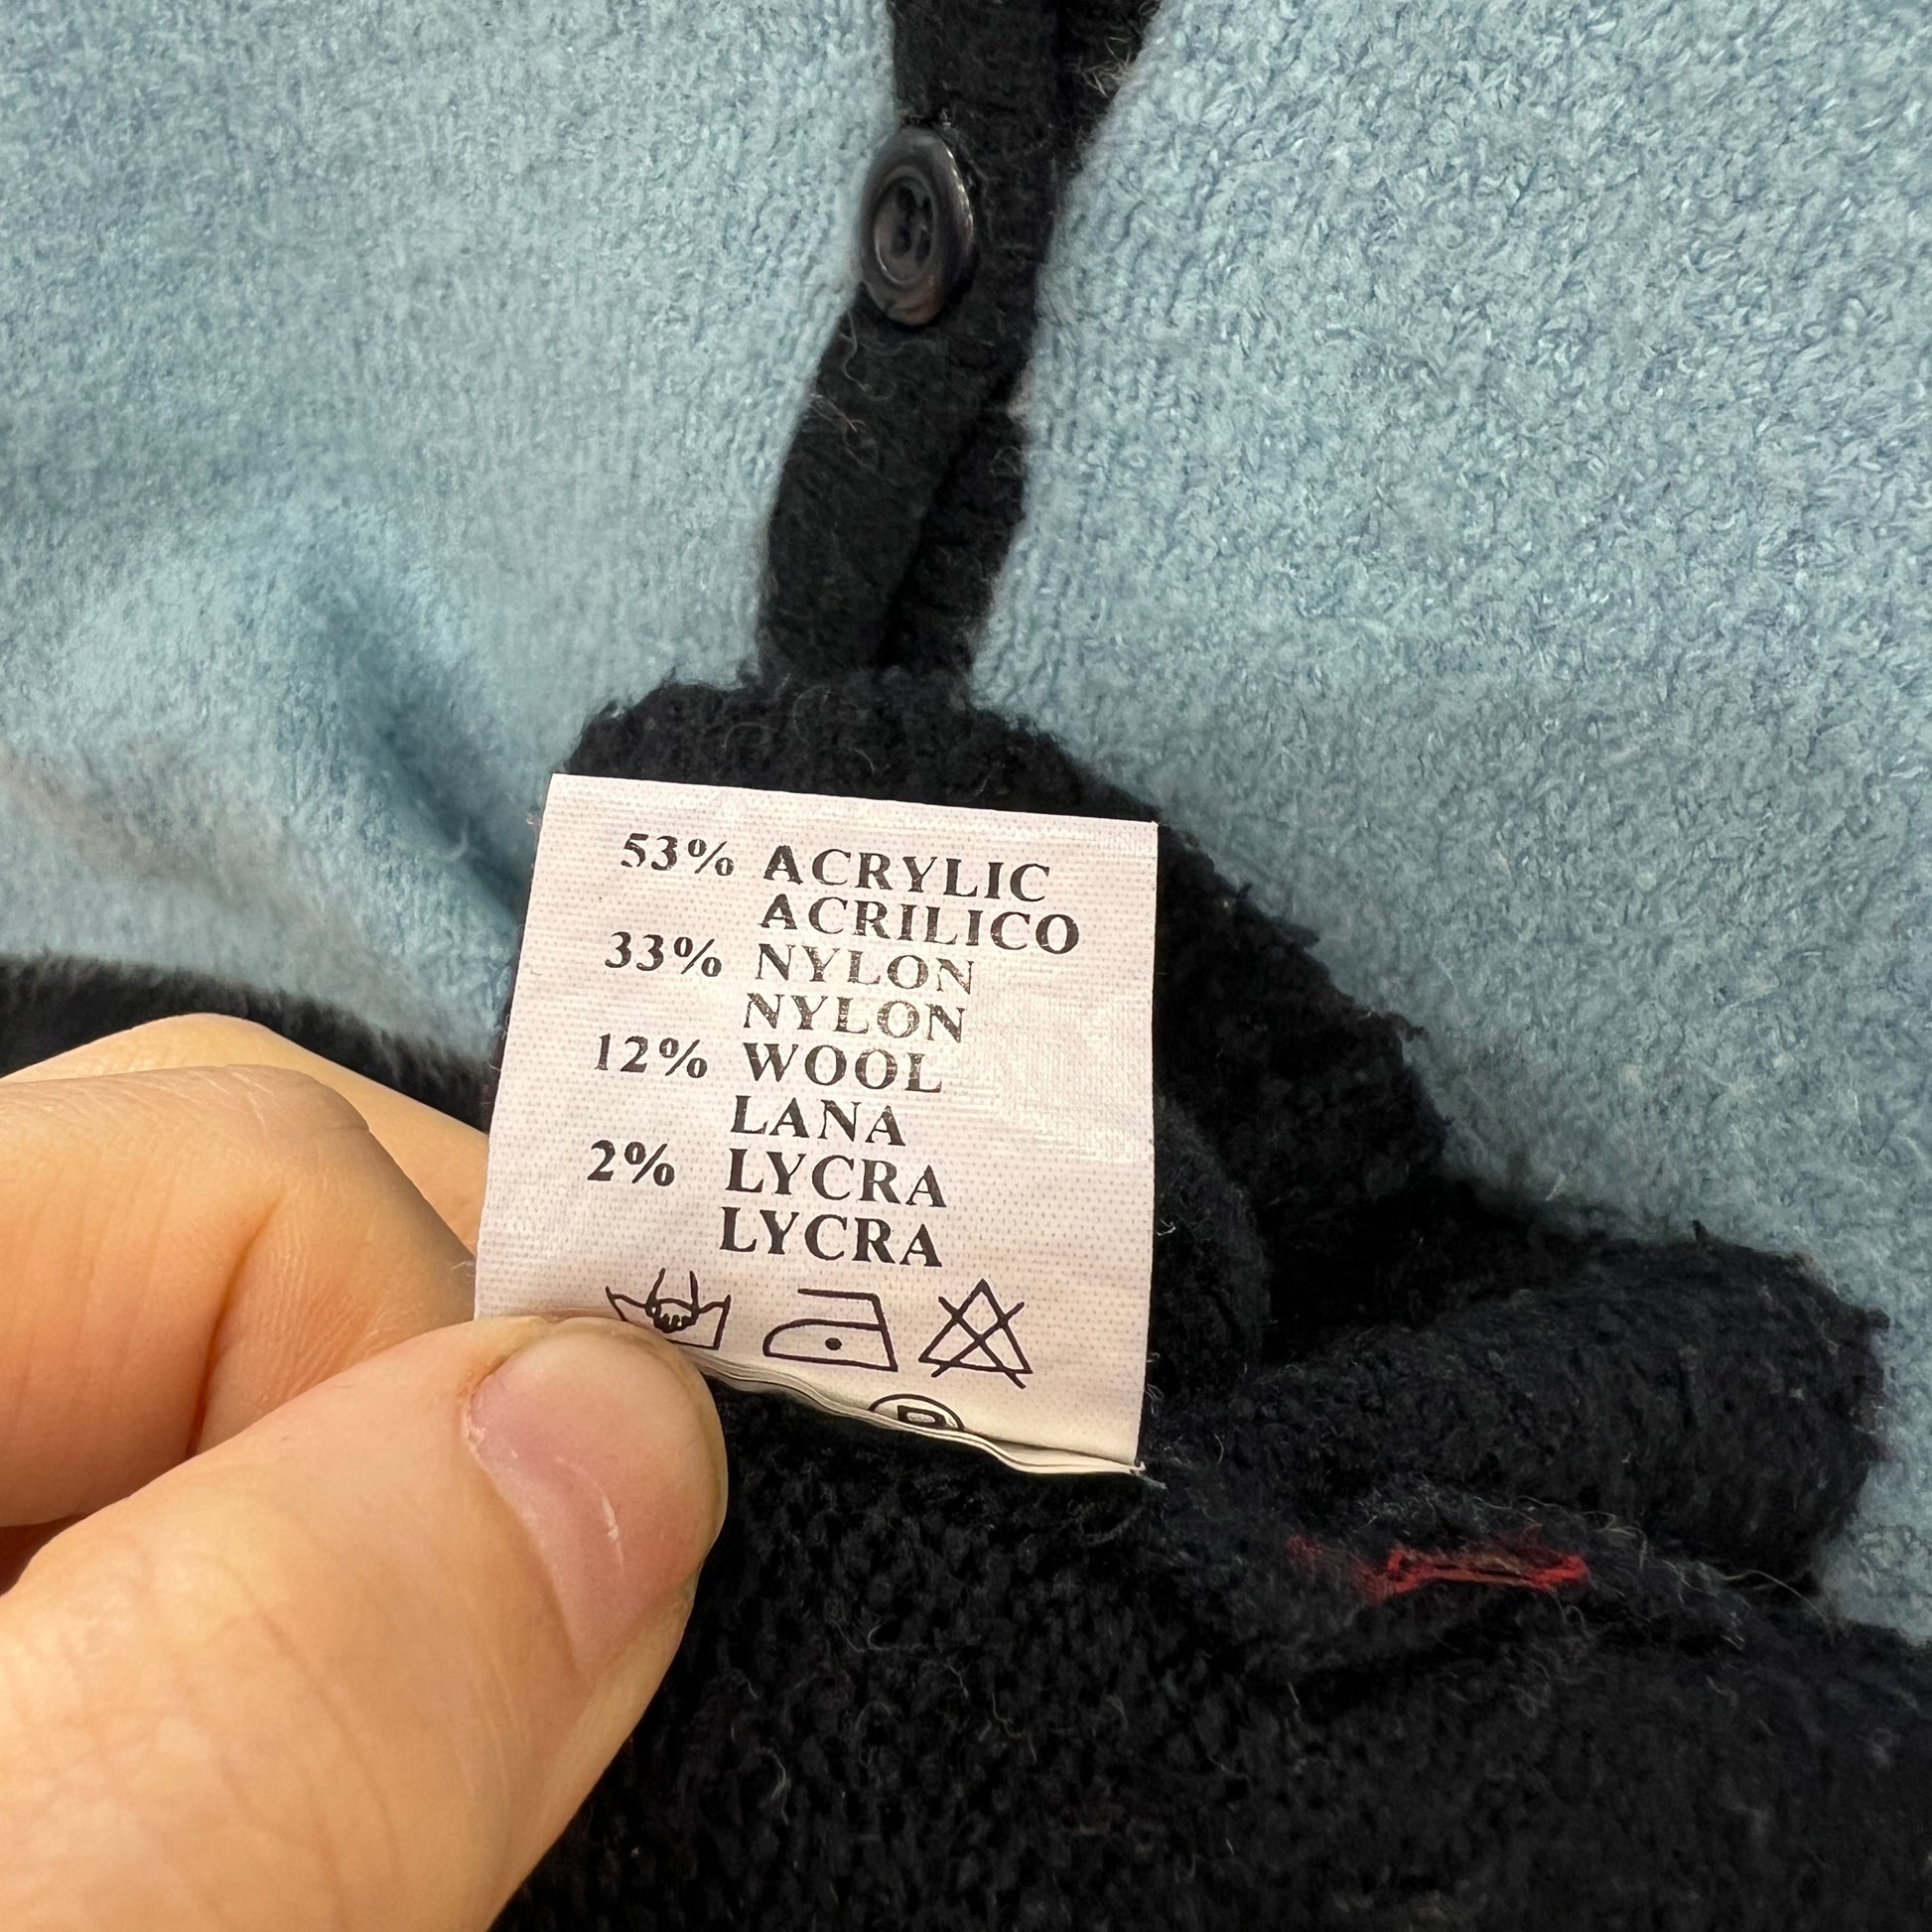 53% ACRYLIC
ACRILICO
33% NYLON
NYLON
12% WOOL
LANA
2% LYCRA
LYCRA
P